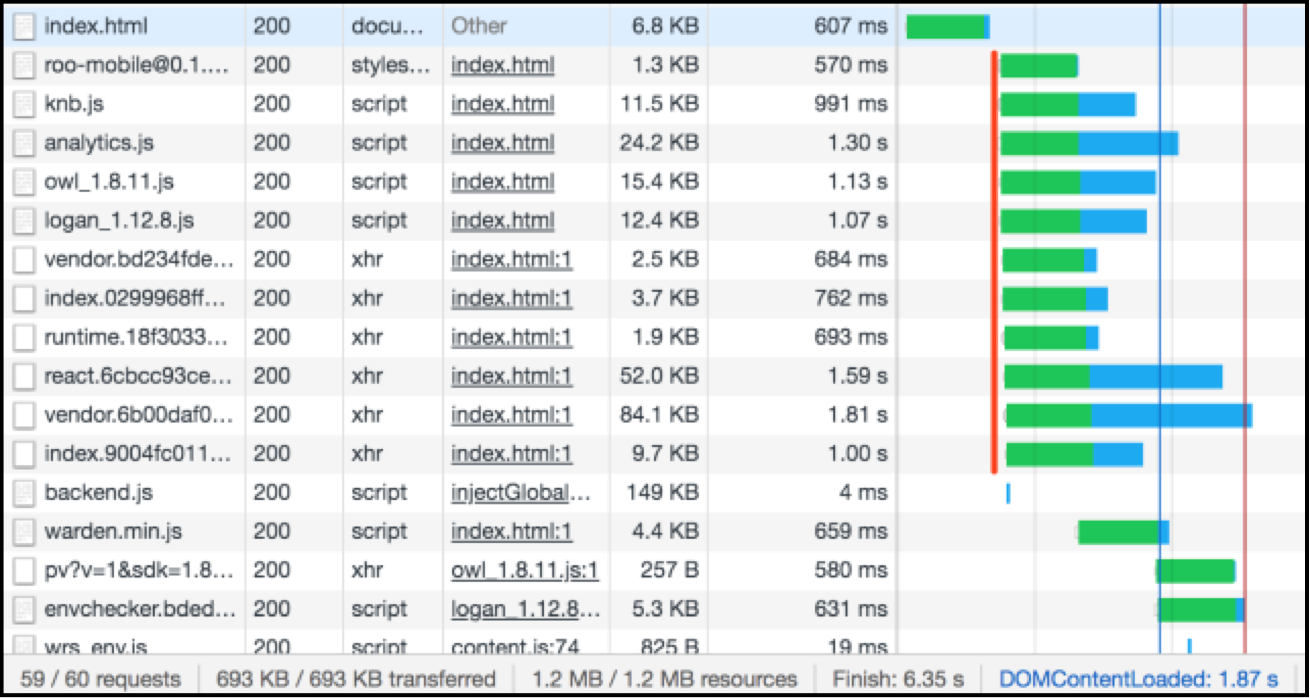 index.html 200 docu... Other 6.8 KB 607 ms
roo-mobile@0.1.... 200 styles... index.html 1.3 KB 570 ms
knb.js 200 script index.html 11.5 KB 991 ms
analytics.js 200 script index.html 24.2 KB 1.30 s
owl_1.8.11.js 200 script index.html 15.4 KB 1.13 s
logan_1.12.8.js 200 script index.html 12.4 KB 1.07 s
vendor.bd234fde... 200 xhr index.html:1 2.5 KB 684 ms
index.0299968ff... 200 xhr index.html:1 3.7 KB 762 ms
runtime.18f3033... 200 xhr index.html:1 1.9 KB 693 ms
react.6cbcc93ce... 200 xhr index.html:1 52.0 KB 1.59 s
vendor.6b00daf0... 200 xhr index.html:1 84.1 KB 1.81 s
index.9004fc011... 200 xhr index.html:1 9.7 KB 1.00 s
backend.js 200 script injectGlobal... 149 KB 4 ms
warden.min.js 200 script index.html:1 4.4 KB 659 ms
pv?v=1&sdk=1.8... 200 xhr owl_1.8.11.js:1 257 B 580 ms
envchecker.bded... 200 script logan_1.12.8... 5.3 KB 631 ms
wrs_env.js 200 script content.js:74 825 B 19 ms
59 / 60 requests 693 KB / 693 KB transferred 1.2 MB / 1.2 MB resources Finish: 6.35 s DOMContentLoaded: 1.87 s